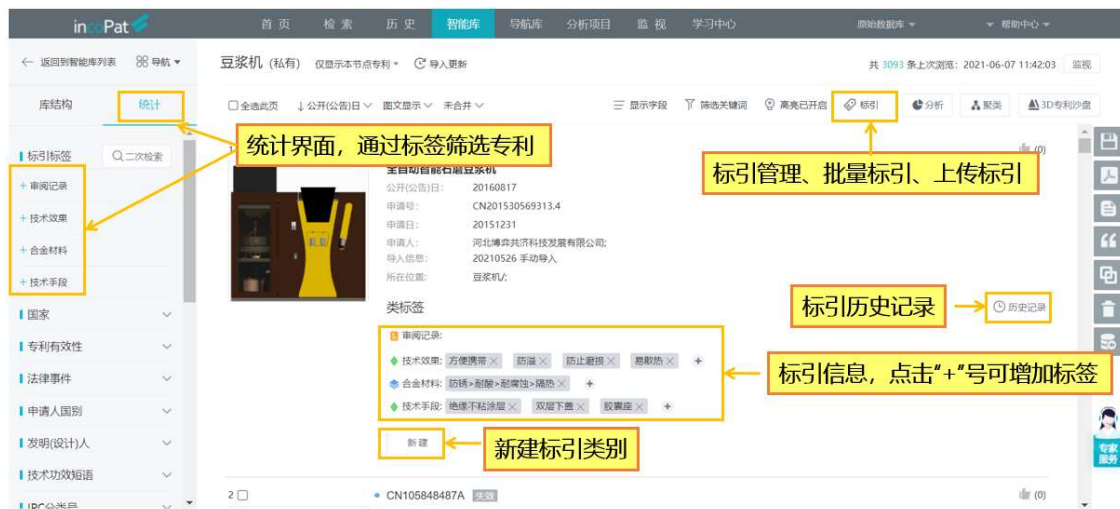 incoPat 首页 检索 历史 智能库 导航库 分析项目 监视 学习中心 原始数据库 帮助中心
返回到智能库列表 导航 豆浆机 (私有) 仅显示本节点专利 导入更新 共 3093 条上次浏览: 2021-06-07 11:42:03 监视
库结构 统计 全选此页 ↓公开(公告)日 图文显示 未合并 显示字段 筛选关键词 高亮已开启 标引 分析 聚类 3D专利沙盘
统计界面，通过标签筛选专利
标引管理、批量标引、上传标引
标引标签 二次检索
1 (0)
全自动智能石磨豆浆机
+ 审阅记录
公开(公告)日: 20160817
申请号: CN201530569313.4
+ 技术效果
申请日: 20151231
申请人: 河北博弈共济科技发展有限公司;
+ 合金材料
导入信息: 20210526 手动导入
所在位置: 豆浆机/;
+ 技术手段
类标签
标引历史记录 历史记录
国家
审阅记录:
专利有效性
技术效果: 方便携带× 防溢× 防止磨损× 易散热× +
标引信息，点击"+"号可增加标签
法律事件
合金材料: 防锈>耐酸>耐腐蚀>隔热× +
申请人国别
技术手段: 绝缘不粘涂层× 双层下盖× 胶囊座× +
发明(设计)人
新建 新建标引类别
专家服务
技术功效短语
IPC分类号
2 CN105848487A 失效 (0)